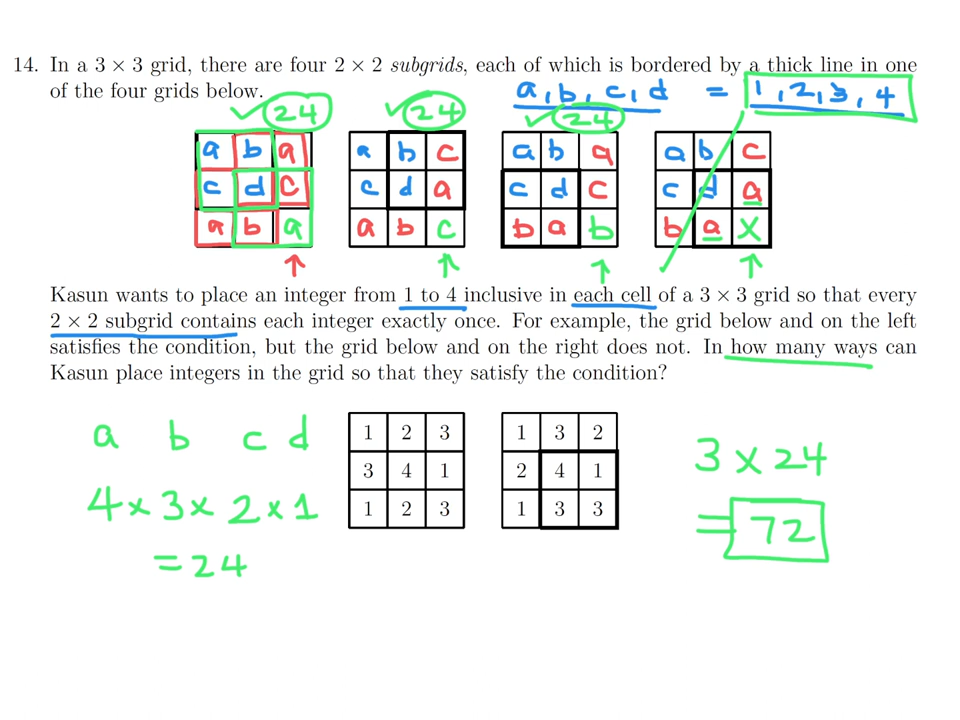 14. In a 3 × 3 grid, there are four 2 × 2 subgrids, each of which is bordered by a thick line in one
of the four grids below.
a, b, c, d = 1, 2, 3, 4
24 24 24
a b a a b c a b a a b c
c d c c d a c d c c d a
a b a a b c b a b b a x
Kasun wants to place an integer from 1 to 4 inclusive in each cell of a 3 × 3 grid so that every
2 × 2 subgrid contains each integer exactly once. For example, the grid below and on the left
satisfies the condition, but the grid below and on the right does not. In how many ways can
Kasun place integers in the grid so that they satisfy the condition?
a b c d
4 × 3 × 2 × 1
= 24
1 2 3 1 3 2
3 4 1 2 4 1
1 2 3 1 3 3
3 × 24
= 72